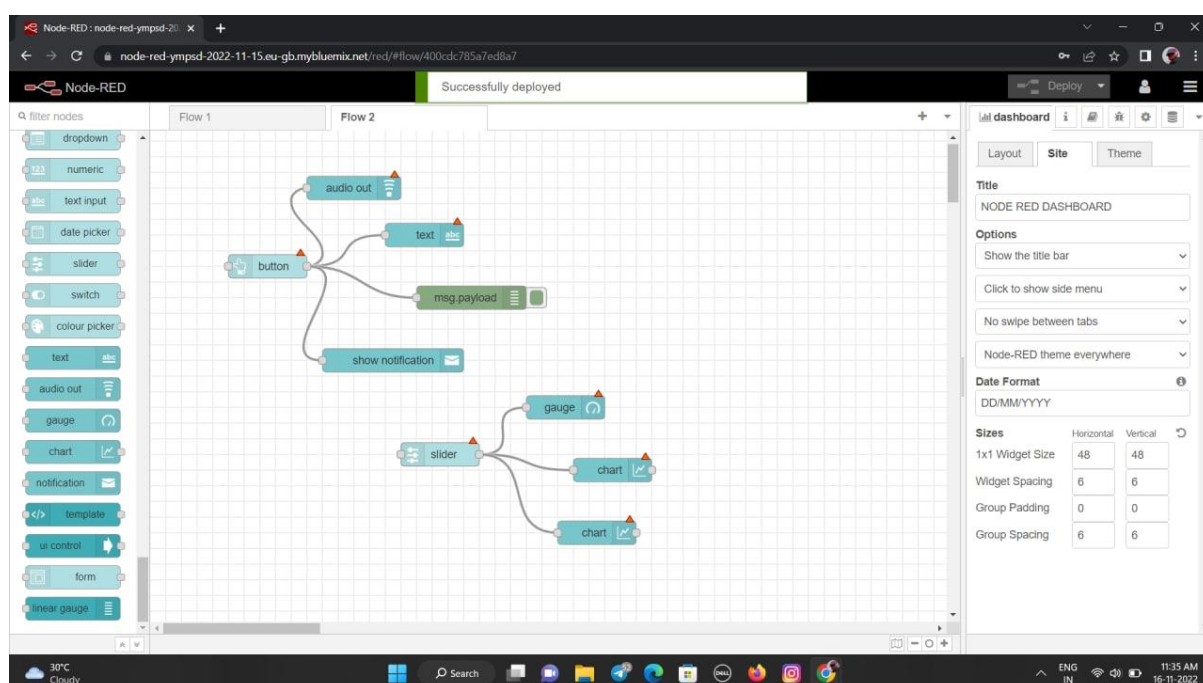 Node-RED : node-red-ympsd-20
node-red-ympsd-2022-11-15.eu-gb.mybluemix.net/red/#flow/400cdc785a7ed8a7
Node-RED
Successfully deployed
Deploy
filter nodes
dropdown
123 numeric
abc text input
date picker
slider
switch
colour picker
text abc
audio out
gauge
chart
notification
</> template
ui control
form
linear gauge
Flow 1
Flow 2
audio out
text abc
button
msg.payload
show notification
gauge
slider
chart
chart
dashboard i
Layout Site Theme
Title
NODE RED DASHBOARD
Options
Show the title bar
Click to show side menu
No swipe between tabs
Node-RED theme everywhere
Date Format
DD/MM/YYYY
Sizes Horizontal Vertical
1x1 Widget Size 48 48
Widget Spacing 6 6
Group Padding 0 0
Group Spacing 6 6
30°C
Cloudy
Search
DELL
ENG
IN
11:35 AM
16-11-2022